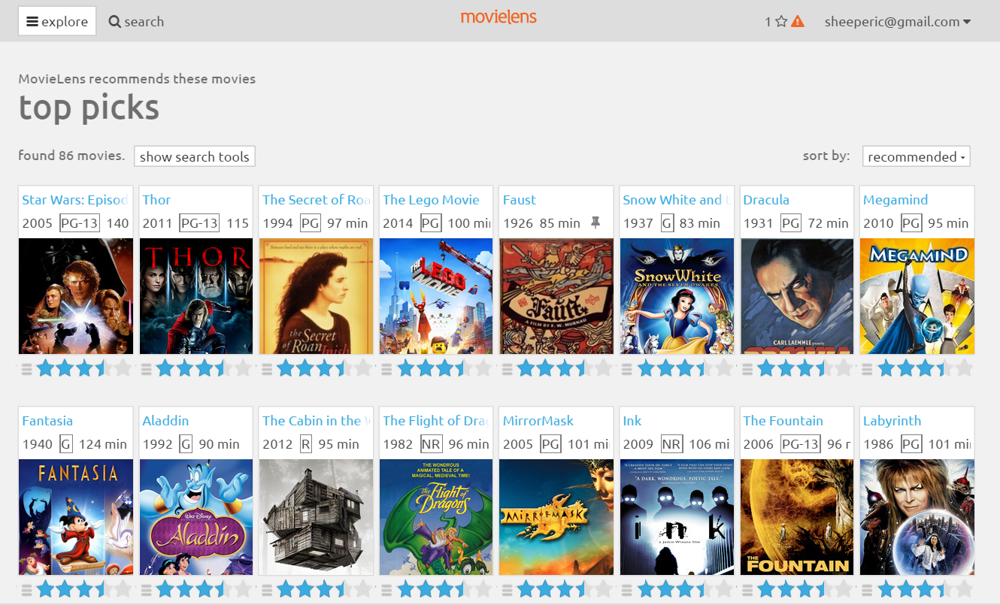 explore search movielens 1 sheeperic@gmail.com
MovieLens recommends these movies
top picks
found 86 movies. show search tools sort by: recommended
Star Wars: Episod Thor The Secret of Roa The Lego Movie Faust Snow White and t Dracula Megamind
2005 PG-13 140 2011 PG-13 115 1994 PG 97 min 2014 PG 100 mi 1926 85 min 1937 G 83 min 1931 PG 72 min 2010 PG 95 min
THOR
the Secret of Roan inish
THE LEGO MOVIE
Faust
A FILM BY F. W. MURNAU
Snow White
AND THE SEVEN DWARFS
CARL LAEMMLE presents
MEGAMIND
Fantasia Aladdin The Cabin in the The Flight of Drag MirrorMask Ink The Fountain Labyrinth
1940 G 124 min 1992 G 90 min 2012 R 95 min 1982 NR 96 min 2005 PG 101 mi 2009 NR 106 mi 2006 PG-13 96 r 1986 PG 101 mi
FANTASIA
Walt Disney
Aladdin
THE WONDROUS
ANIMATED TALE OF A
MAGICAL, MEDIEVAL TIME!
The Flight of
Dragons
MIRRORMASK
"A DARK, WONDROUS, POETIC TALE."
ink
a Jamin Winans film
THE
FOUNTAIN